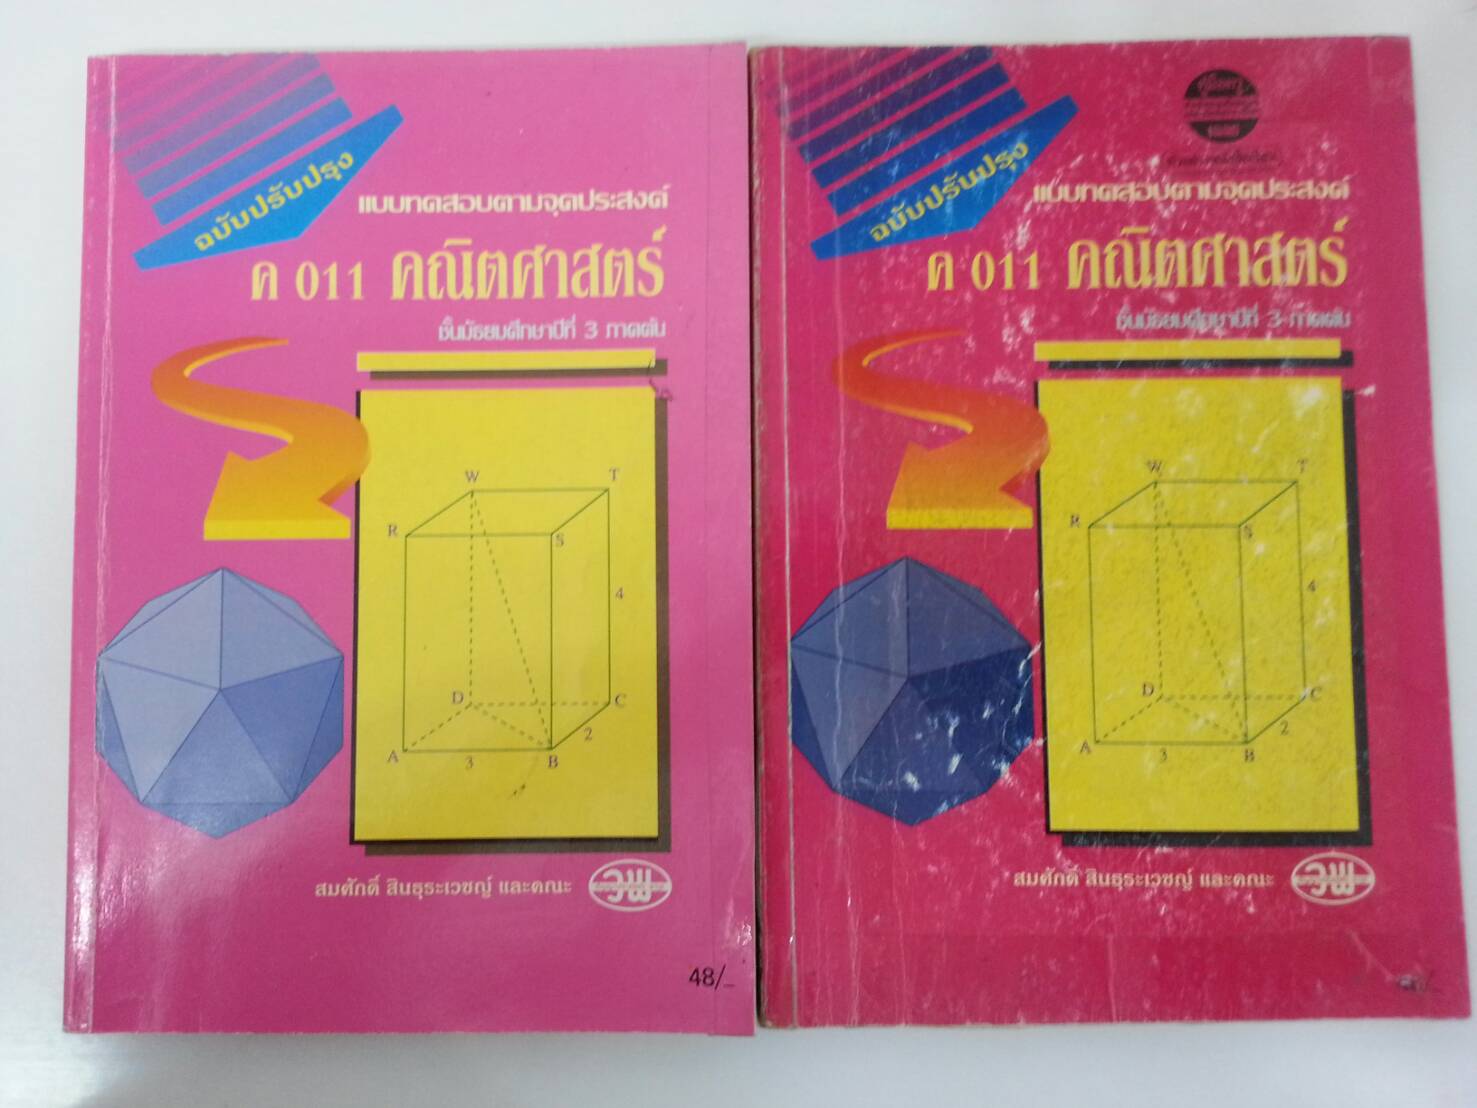 ฉบับปรับปรุง
แบบทดสอบตามจุดประสงค์
ค 011 คณิตศาสตร์
ชั้นมัธยมศึกษาปีที่ 3 ภาคต้น
W T
R S
4
D C
A 3 B 2
สมศักดิ์ สินธุระเวชญ์ และคณะ วพ
48/_
ฉบับปรับปรุง
แบบทดสอบตามจุดประสงค์
ค 011 คณิตศาสตร์
ชั้นมัธยมศึกษาปีที่ 3 ภาคต้น
W T
R S
4
D C
A 3 B 2
สมศักดิ์ สินธุระเวชญ์ และคณะ วพ